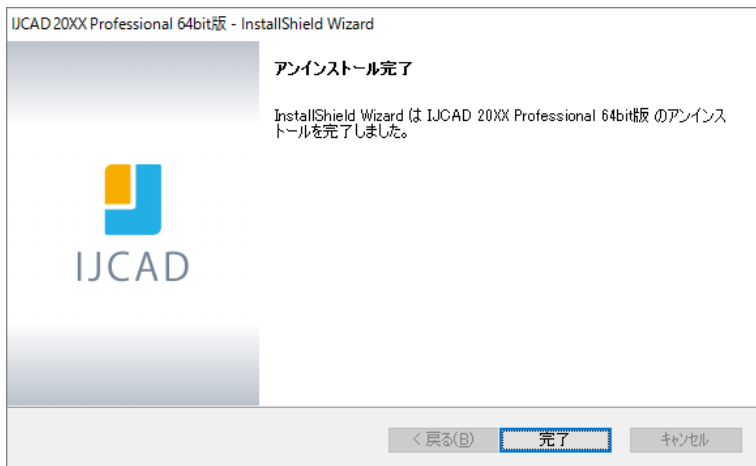 IJCAD 20XX Professional 64bit版 - InstallShield Wizard
アンインストール完了
InstallShield Wizard は IJCAD 20XX Professional 64bit版 のアンインス
トールを完了しました。
IJCAD
< 戻る(B)
完了
キャンセル